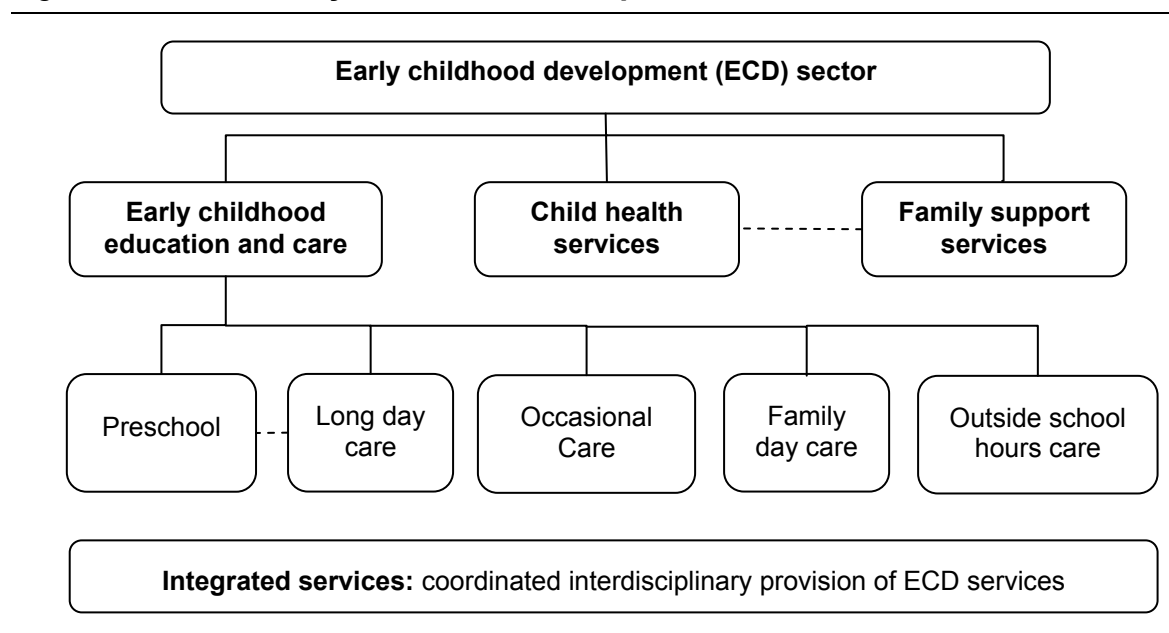 Early childhood development (ECD) sector
Early childhood
education and care
Child health
services
Family support
services
Preschool
Long day
care
Occasional
Care
Family
day care
Outside school
hours care
Integrated services: coordinated interdisciplinary provision of ECD services